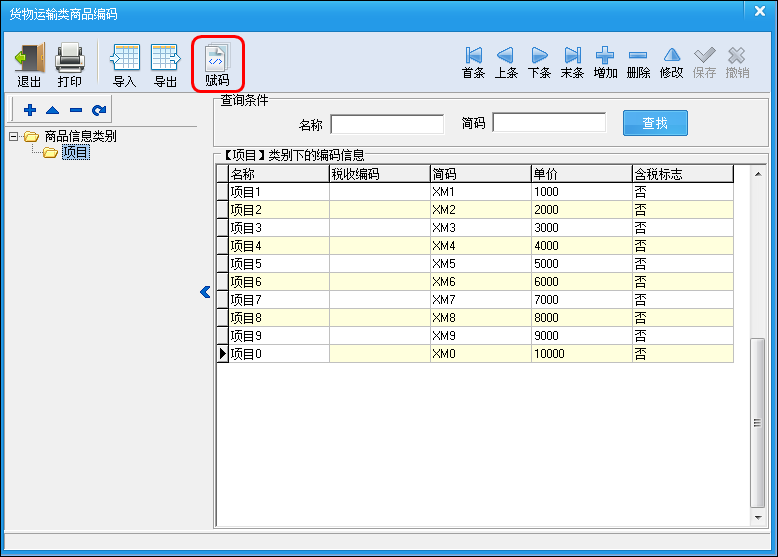 货物运输类商品编码
退出 打印 导入 导出 赋码 首条 上条 下条 末条 增加 删除 修改 保存 撤销
商品信息类别
项目
查询条件
名称 简码 查找
【项目】类别下的编码信息
名称 税收编码 简码 单价 含税标志
项目1 XM1 1000 否
项目2 XM2 2000 否
项目3 XM3 3000 否
项目4 XM4 4000 否
项目5 XM5 5000 否
项目6 XM6 6000 否
项目7 XM7 7000 否
项目8 XM8 8000 否
项目9 XM9 9000 否
项目0 XM0 10000 否